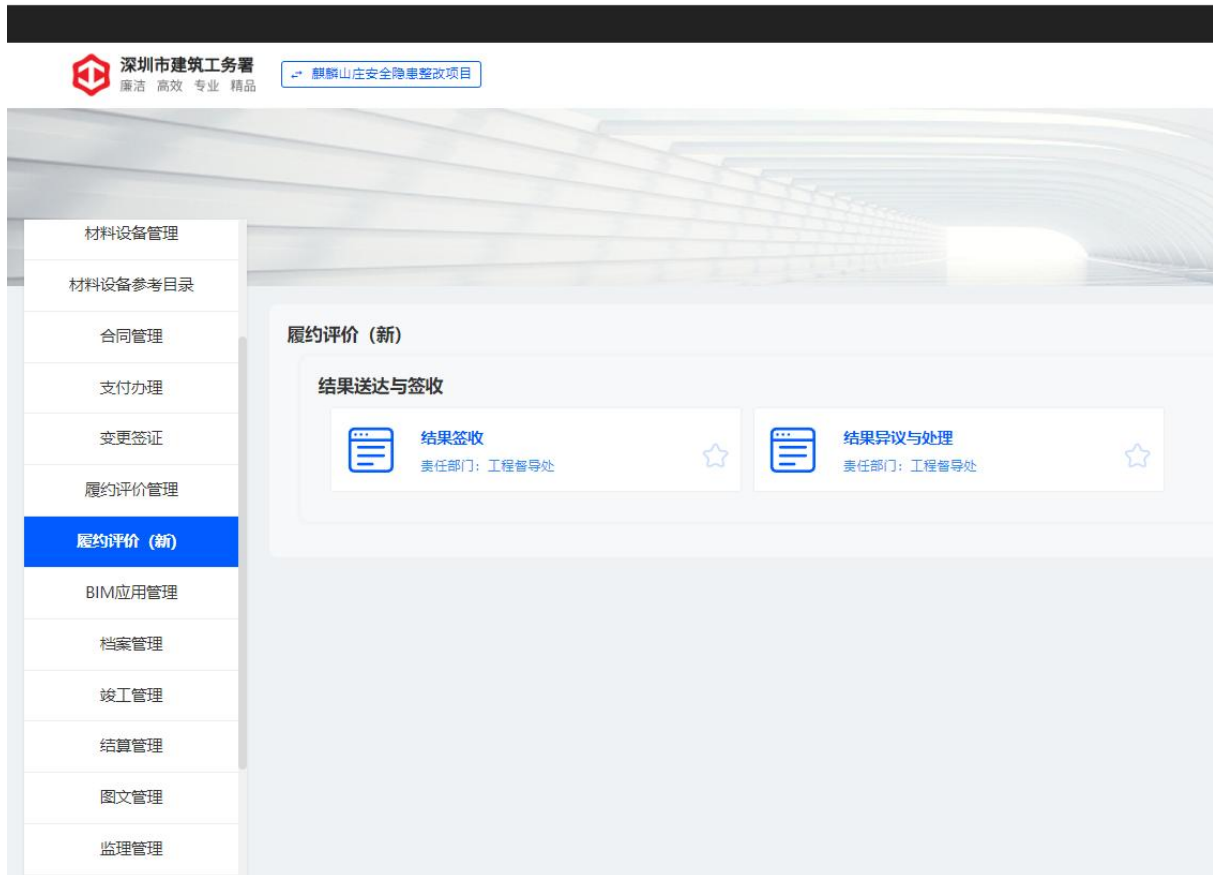 深圳市建筑工务署
廉洁 高效 专业 精品
麒麟山庄安全隐患整改项目
材料设备管理
材料设备参考目录
合同管理
支付办理
变更签证
履约评价管理
履约评价（新）
BIM应用管理
档案管理
竣工管理
结算管理
图文管理
监理管理
履约评价（新）
结果送达与签收
结果签收
责任部门：工程督导处
结果异议与处理
责任部门：工程督导处